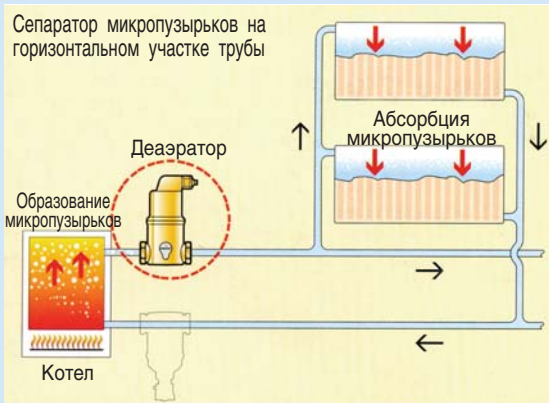 Сепаратор микропузырьков на
горизонтальном участке трубы
Абсорбция
микропузырьков
Деаэратор
Образование
микропузырьков
Котел